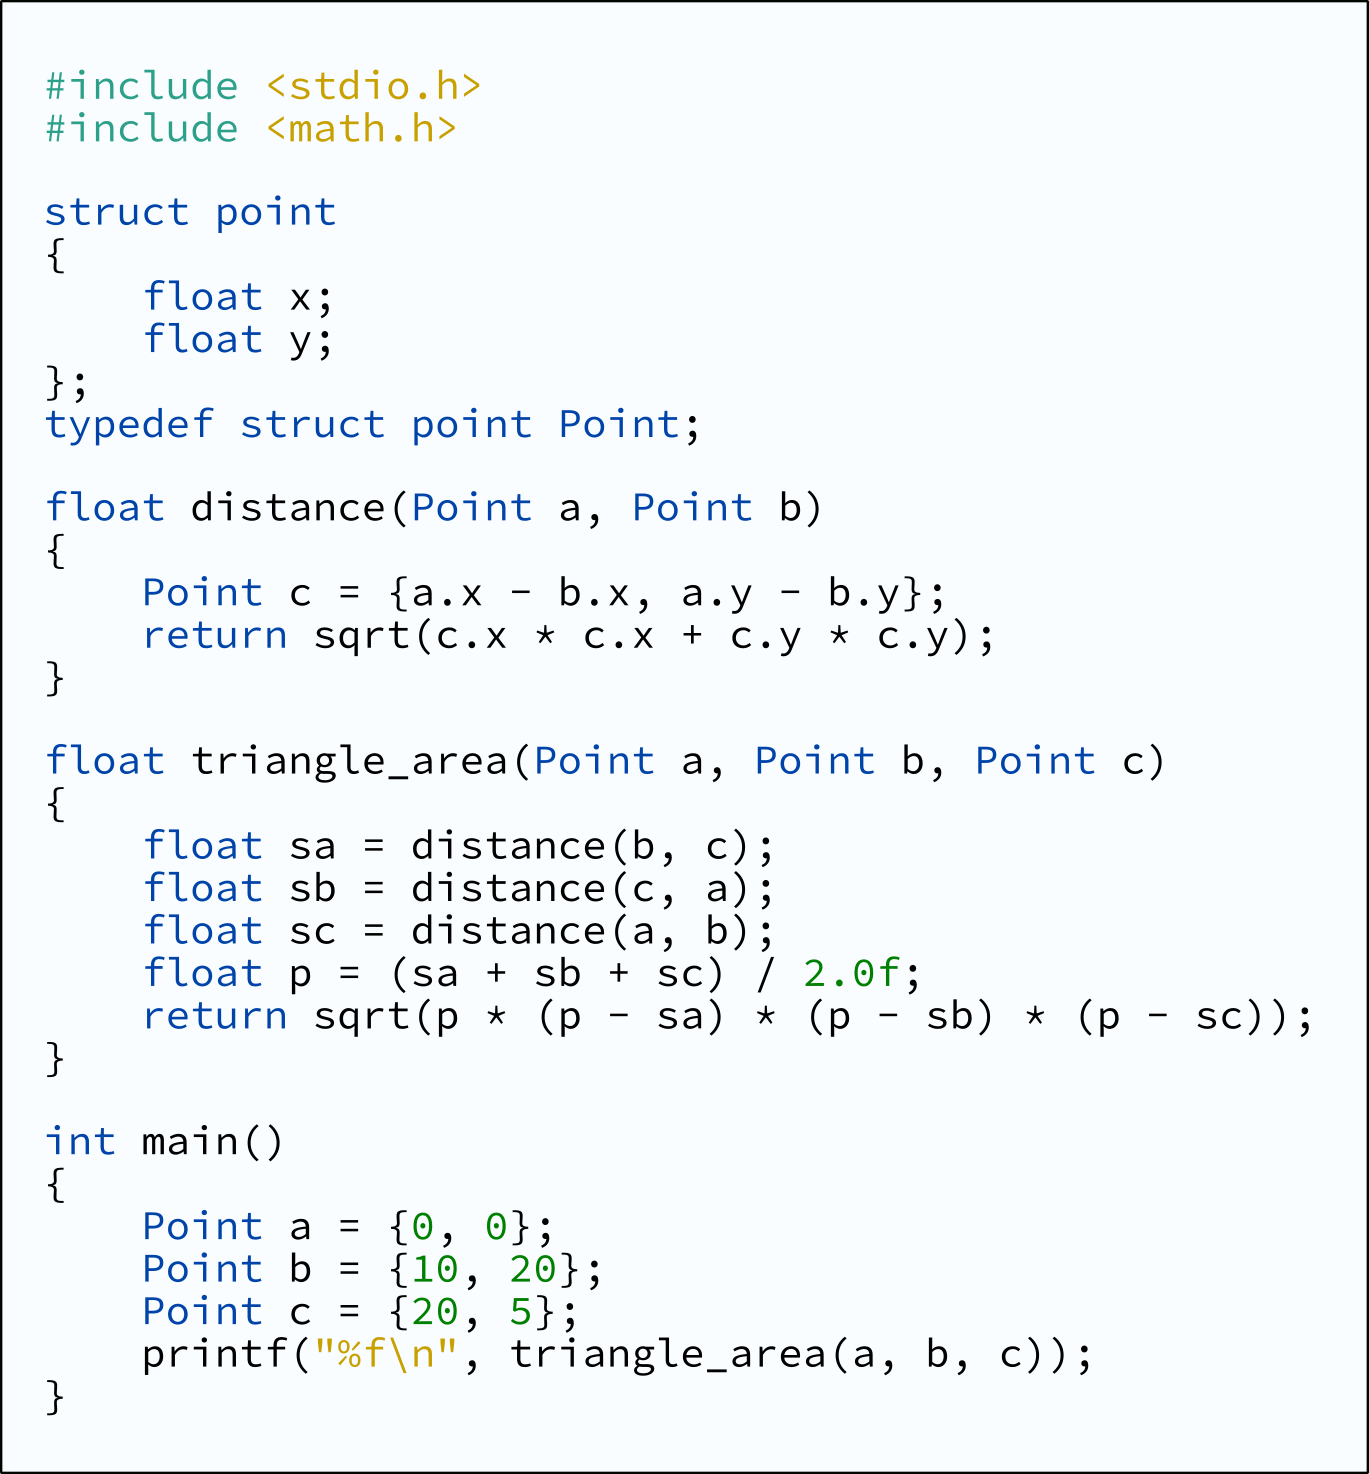 #include <stdio.h>
#include <math.h>

struct point
{
    float x;
    float y;
};
typedef struct point Point;

float distance(Point a, Point b)
{
    Point c = {a.x - b.x, a.y - b.y};
    return sqrt(c.x * c.x + c.y * c.y);
}

float triangle_area(Point a, Point b, Point c)
{
    float sa = distance(b, c);
    float sb = distance(c, a);
    float sc = distance(a, b);
    float p = (sa + sb + sc) / 2.0f;
    return sqrt(p * (p - sa) * (p - sb) * (p - sc));
}

int main()
{
    Point a = {0, 0};
    Point b = {10, 20};
    Point c = {20, 5};
    printf("%f\n", triangle_area(a, b, c));
}